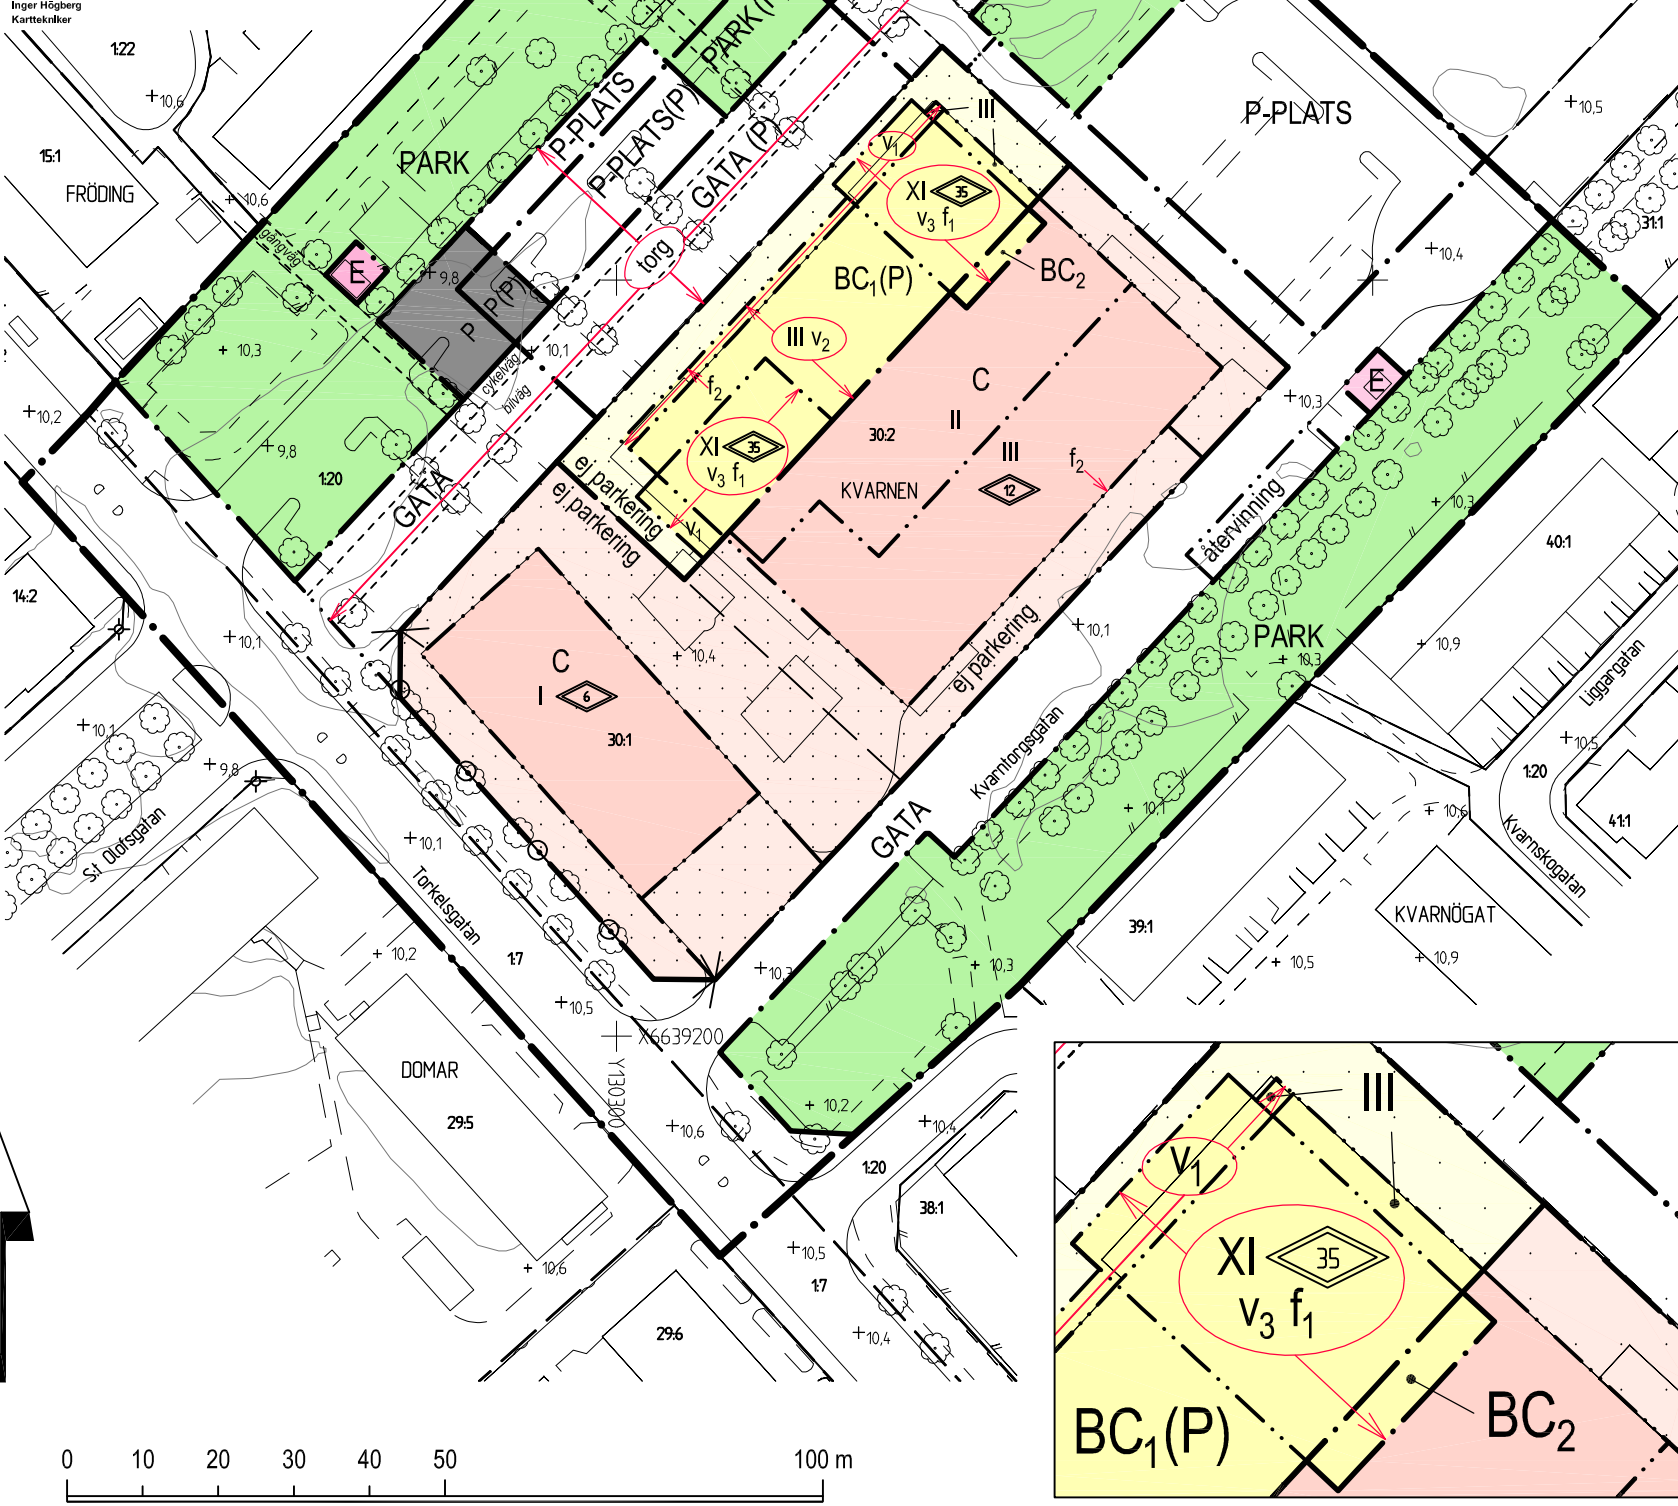 Inger Högberg
Karttekniker
1:22
+10,6
15:1
FRÖDING
+10,6
gångväg
PARK
P-PLATS
P-PLATS(P)
GATA (P)
III
P-PLATS
+10,5
31:1
+10,4
v1
XI 35
v3 f1
E
+9,8
P
P(P)
torg
BC1(P)
BC2
+10,3
+10,1
cykelväg
bilväg
III v2
f2
C
II
III
12
30:2
KVARNEN
f2
E
+10,3
+10,2
+9,8
1:20
GATA
XI 35
v3 f1
v1
ej parkering
ej parkering
återvinning
+10,3
40:1
14:2
+10,1
C
I 6
30:1
+10,4
ej parkering
+10,1
PARK
+10,3
+10,9
Liggargatan
+10,1
+9,8
S:t Olofsgatan
+10,1
Torkelsgatan
GATA
Kvarntorgsgatan
+10,1
+10,5
1:20
+10,6
41:1
Kvarnskogatan
KVARNÖGAT
39:1
+10,2
1:7
+10,3
+10,3
+10,5
+10,9
+10,5
X6639200
Y130300
DOMAR
29:5
+10,6
+10,2
+10,4
1:20
38:1
+10,5
1:7
+10,6
29:6
+10,4
III
v1
XI 35
v3 f1
BC1(P)
BC2
0 10 20 30 40 50 100 m